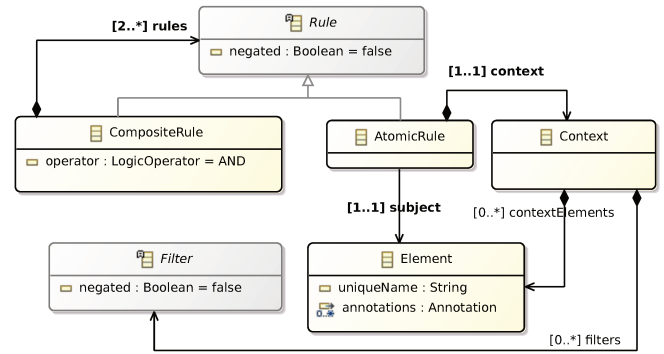 Rule
[2..*] rules
negated : Boolean = false
[1..1] context
CompositeRule
operator : LogicOperator = AND
AtomicRule
Context
[1..1] subject
[0..*] contextElements
Filter
negated : Boolean = false
Element
uniqueName : String
0..*
annotations : Annotation
[0..*] filters